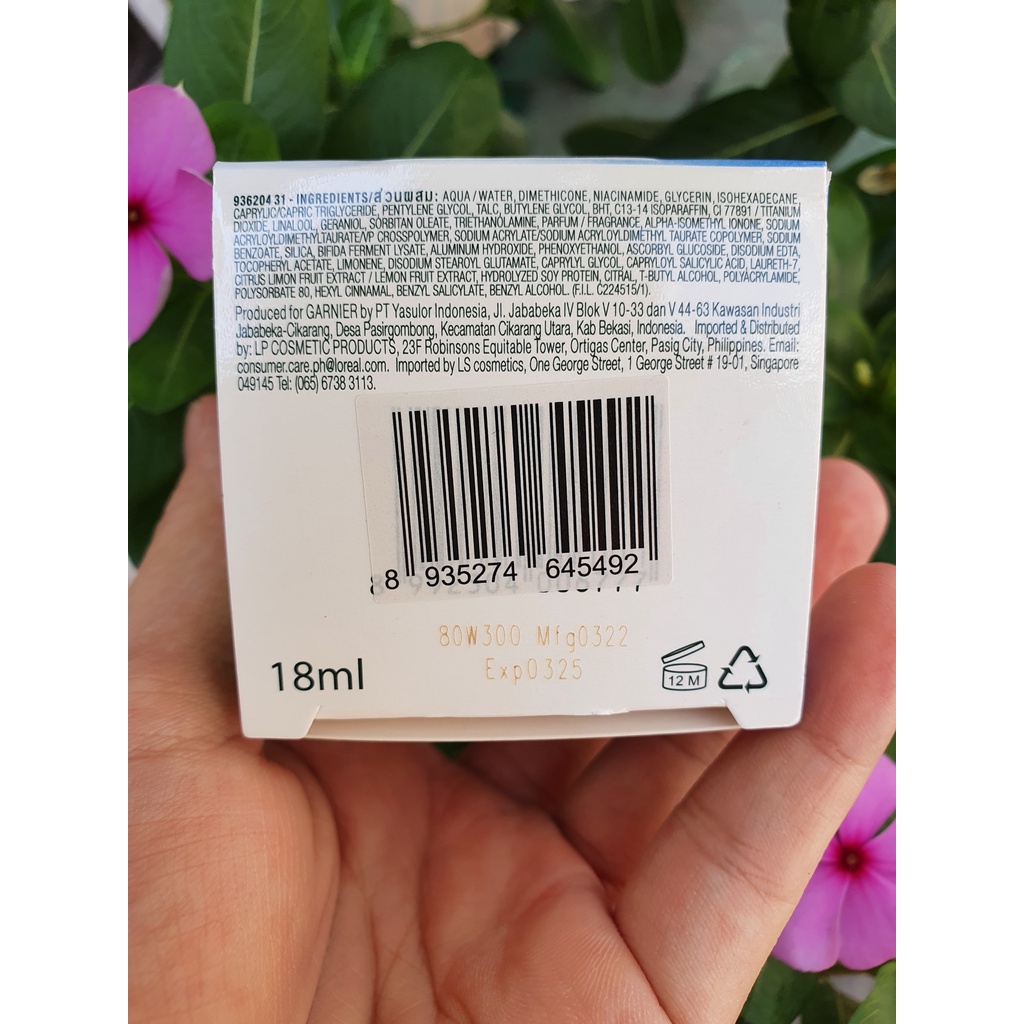 936204 31 - INGREDIENTS/ส่วนผสม: AQUA / WATER, DIMETHICONE, NIACINAMIDE, GLYCERIN, ISOHEXADECANE,
CAPRYLIC/CAPRIC TRIGLYCERIDE, PENTYLENE GLYCOL, TALC, BUTYLENE GLYCOL, BHT, C13-14 ISOPARAFFIN, CI 77891 / TITANIUM
DIOXIDE, LINALOOL, GERANIOL, SORBITAN OLEATE, TRIETHANOLAMINE, PARFUM / FRAGRANCE, ALPHA-ISOMETHYL IONONE, SODIUM
ACRYLOYLDIMETHYLTAURATE/VP CROSSPOLYMER, SODIUM ACRYLATE/SODIUM ACRYLOYLDIMETHYL TAURATE COPOLYMER, SODIUM
BENZOATE, SILICA, BIFIDA FERMENT LYSATE, ALUMINUM HYDROXIDE, PHENOXYETHANOL, ASCORBYL GLUCOSIDE, DISODIUM EDTA,
TOCOPHERYL ACETATE, LIMONENE, DISODIUM STEAROYL GLUTAMATE, CAPRYLYL GLYCOL, CAPRYLOYL SALICYLIC ACID, LAURETH-7,
CITRUS LIMON FRUIT EXTRACT / LEMON FRUIT EXTRACT, HYDROLYZED SOY PROTEIN, CITRAL, T-BUTYL ALCOHOL, POLYACRYLAMIDE,
POLYSORBATE 80, HEXYL CINNAMAL, BENZYL SALICYLATE, BENZYL ALCOHOL. (F.I.L. C224515/1).
Produced for GARNIER by PT Yasulor Indonesia, Jl. Jababeka IV Blok V 10-33 dan V 44-63 Kawasan Industri
Jababeka-Cikarang, Desa Pasirgombong, Kecamatan Cikarang Utara, Kab Bekasi, Indonesia. Imported & Distributed
by: LP COSMETIC PRODUCTS, 23F Robinsons Equitable Tower, Ortigas Center, Pasig City, Philippines. Email:
consumer.care.ph@loreal.com. Imported by LS cosmetics, One George Street, 1 George Street # 19-01, Singapore
049145 Tel: (065) 6738 3113.
8 935274 645492
80W300 Mfg0322
Exp0325
18ml
12 M